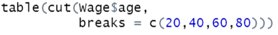 table(cut(Wage$age,
breaks = c(20,40,60,80)))